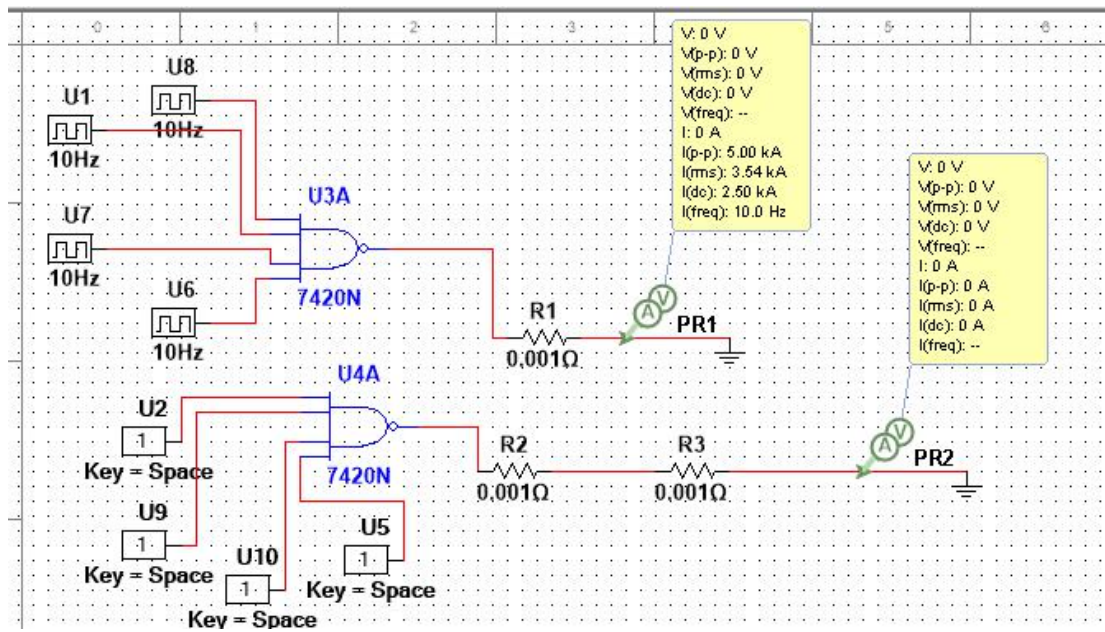 0 1 2 3 4 5 6
U8
10Hz
U1
10Hz
U7
10Hz
U6
10Hz
U3A
7420N
R1
0,001Ω
PR1
V: 0 V
V(p-p): 0 V
V(rms): 0 V
V(dc): 0 V
V(freq): --
I: 0 A
I(p-p): 5.00 kA
I(rms): 3.54 kA
I(dc): 2.50 kA
I(freq): 10.0 Hz
U4A
7420N
U2
1
Key = Space
U9
1
Key = Space
U10
1
Key = Space
U5
1
Key = Space
R2
0,001Ω
R3
0,001Ω
PR2
V: 0 V
V(p-p): 0 V
V(rms): 0 V
V(dc): 0 V
V(freq): --
I: 0 A
I(p-p): 0 A
I(rms): 0 A
I(dc): 0 A
I(freq): --
A
V
A
V